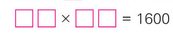 □□ × □□ = 1600